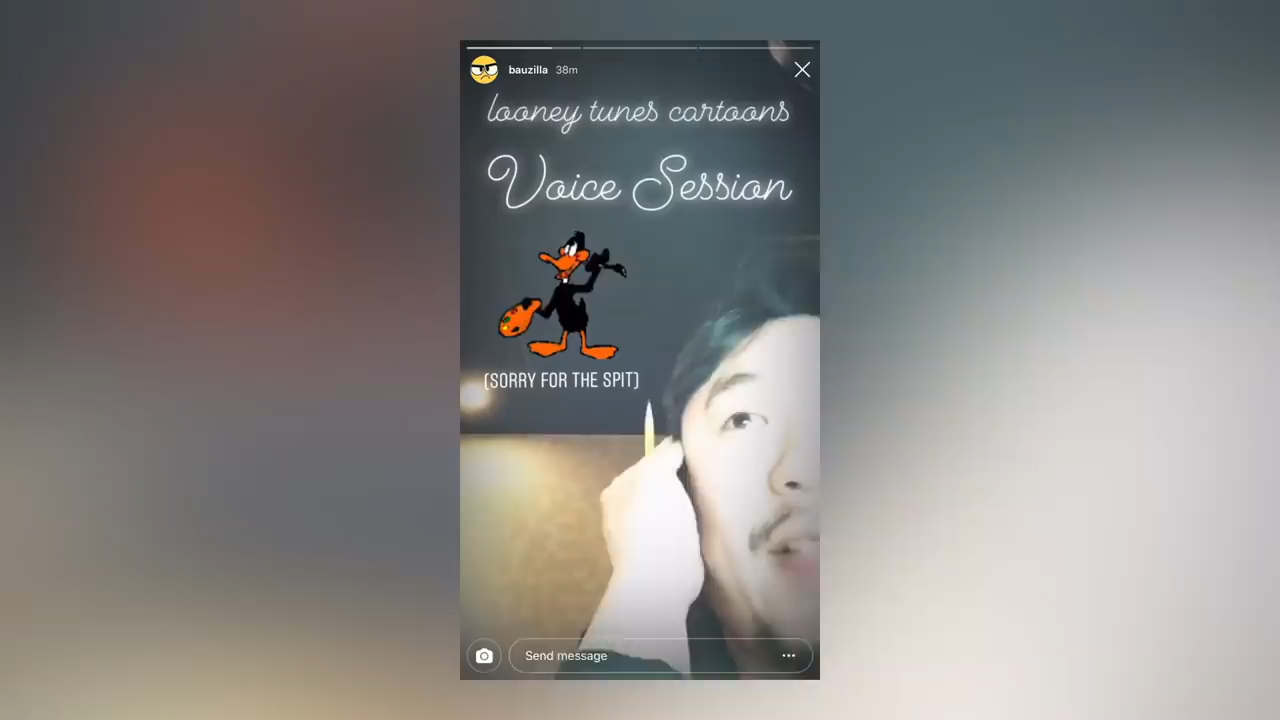 bauzilla 38m
looney tunes cartoons
Voice Session
(SORRY FOR THE SPIT)
Send message